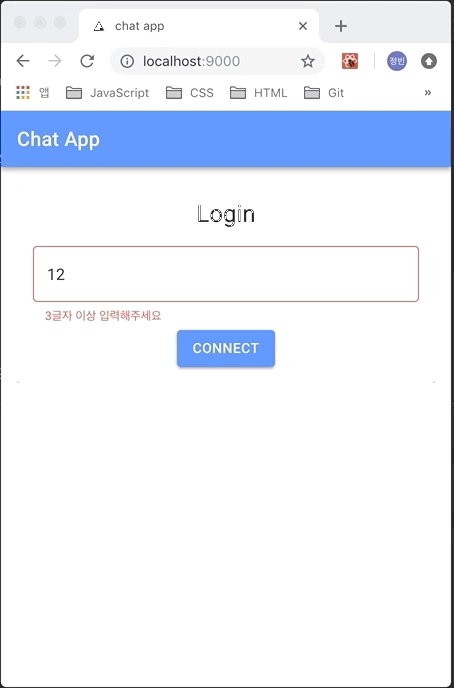 chat app
localhost:9000
정빈
앱 JavaScript CSS HTML Git »
Chat App
Login
12
3글자 이상 입력해주세요
CONNECT